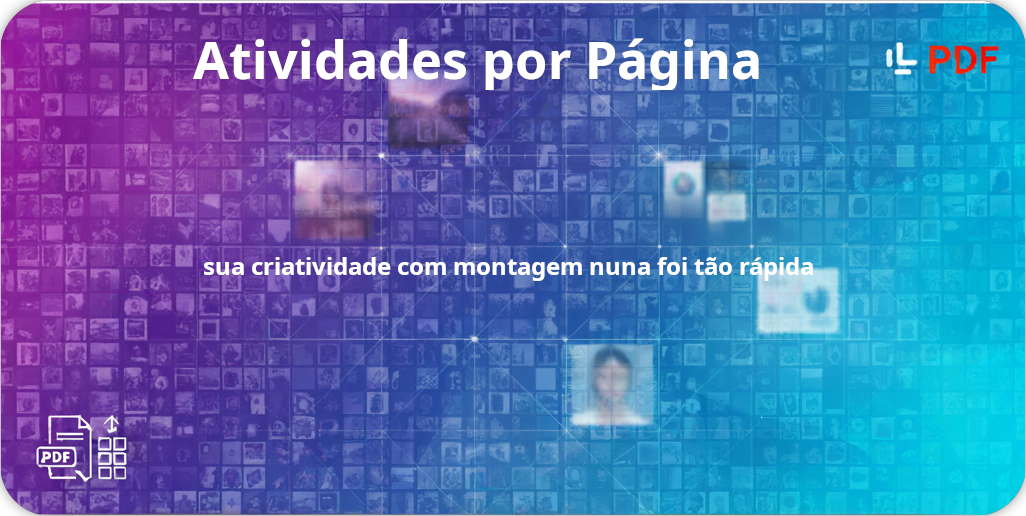 Atividades por Página
PDF
sua criatividade com montagem nuna foi tão rápida
PDF